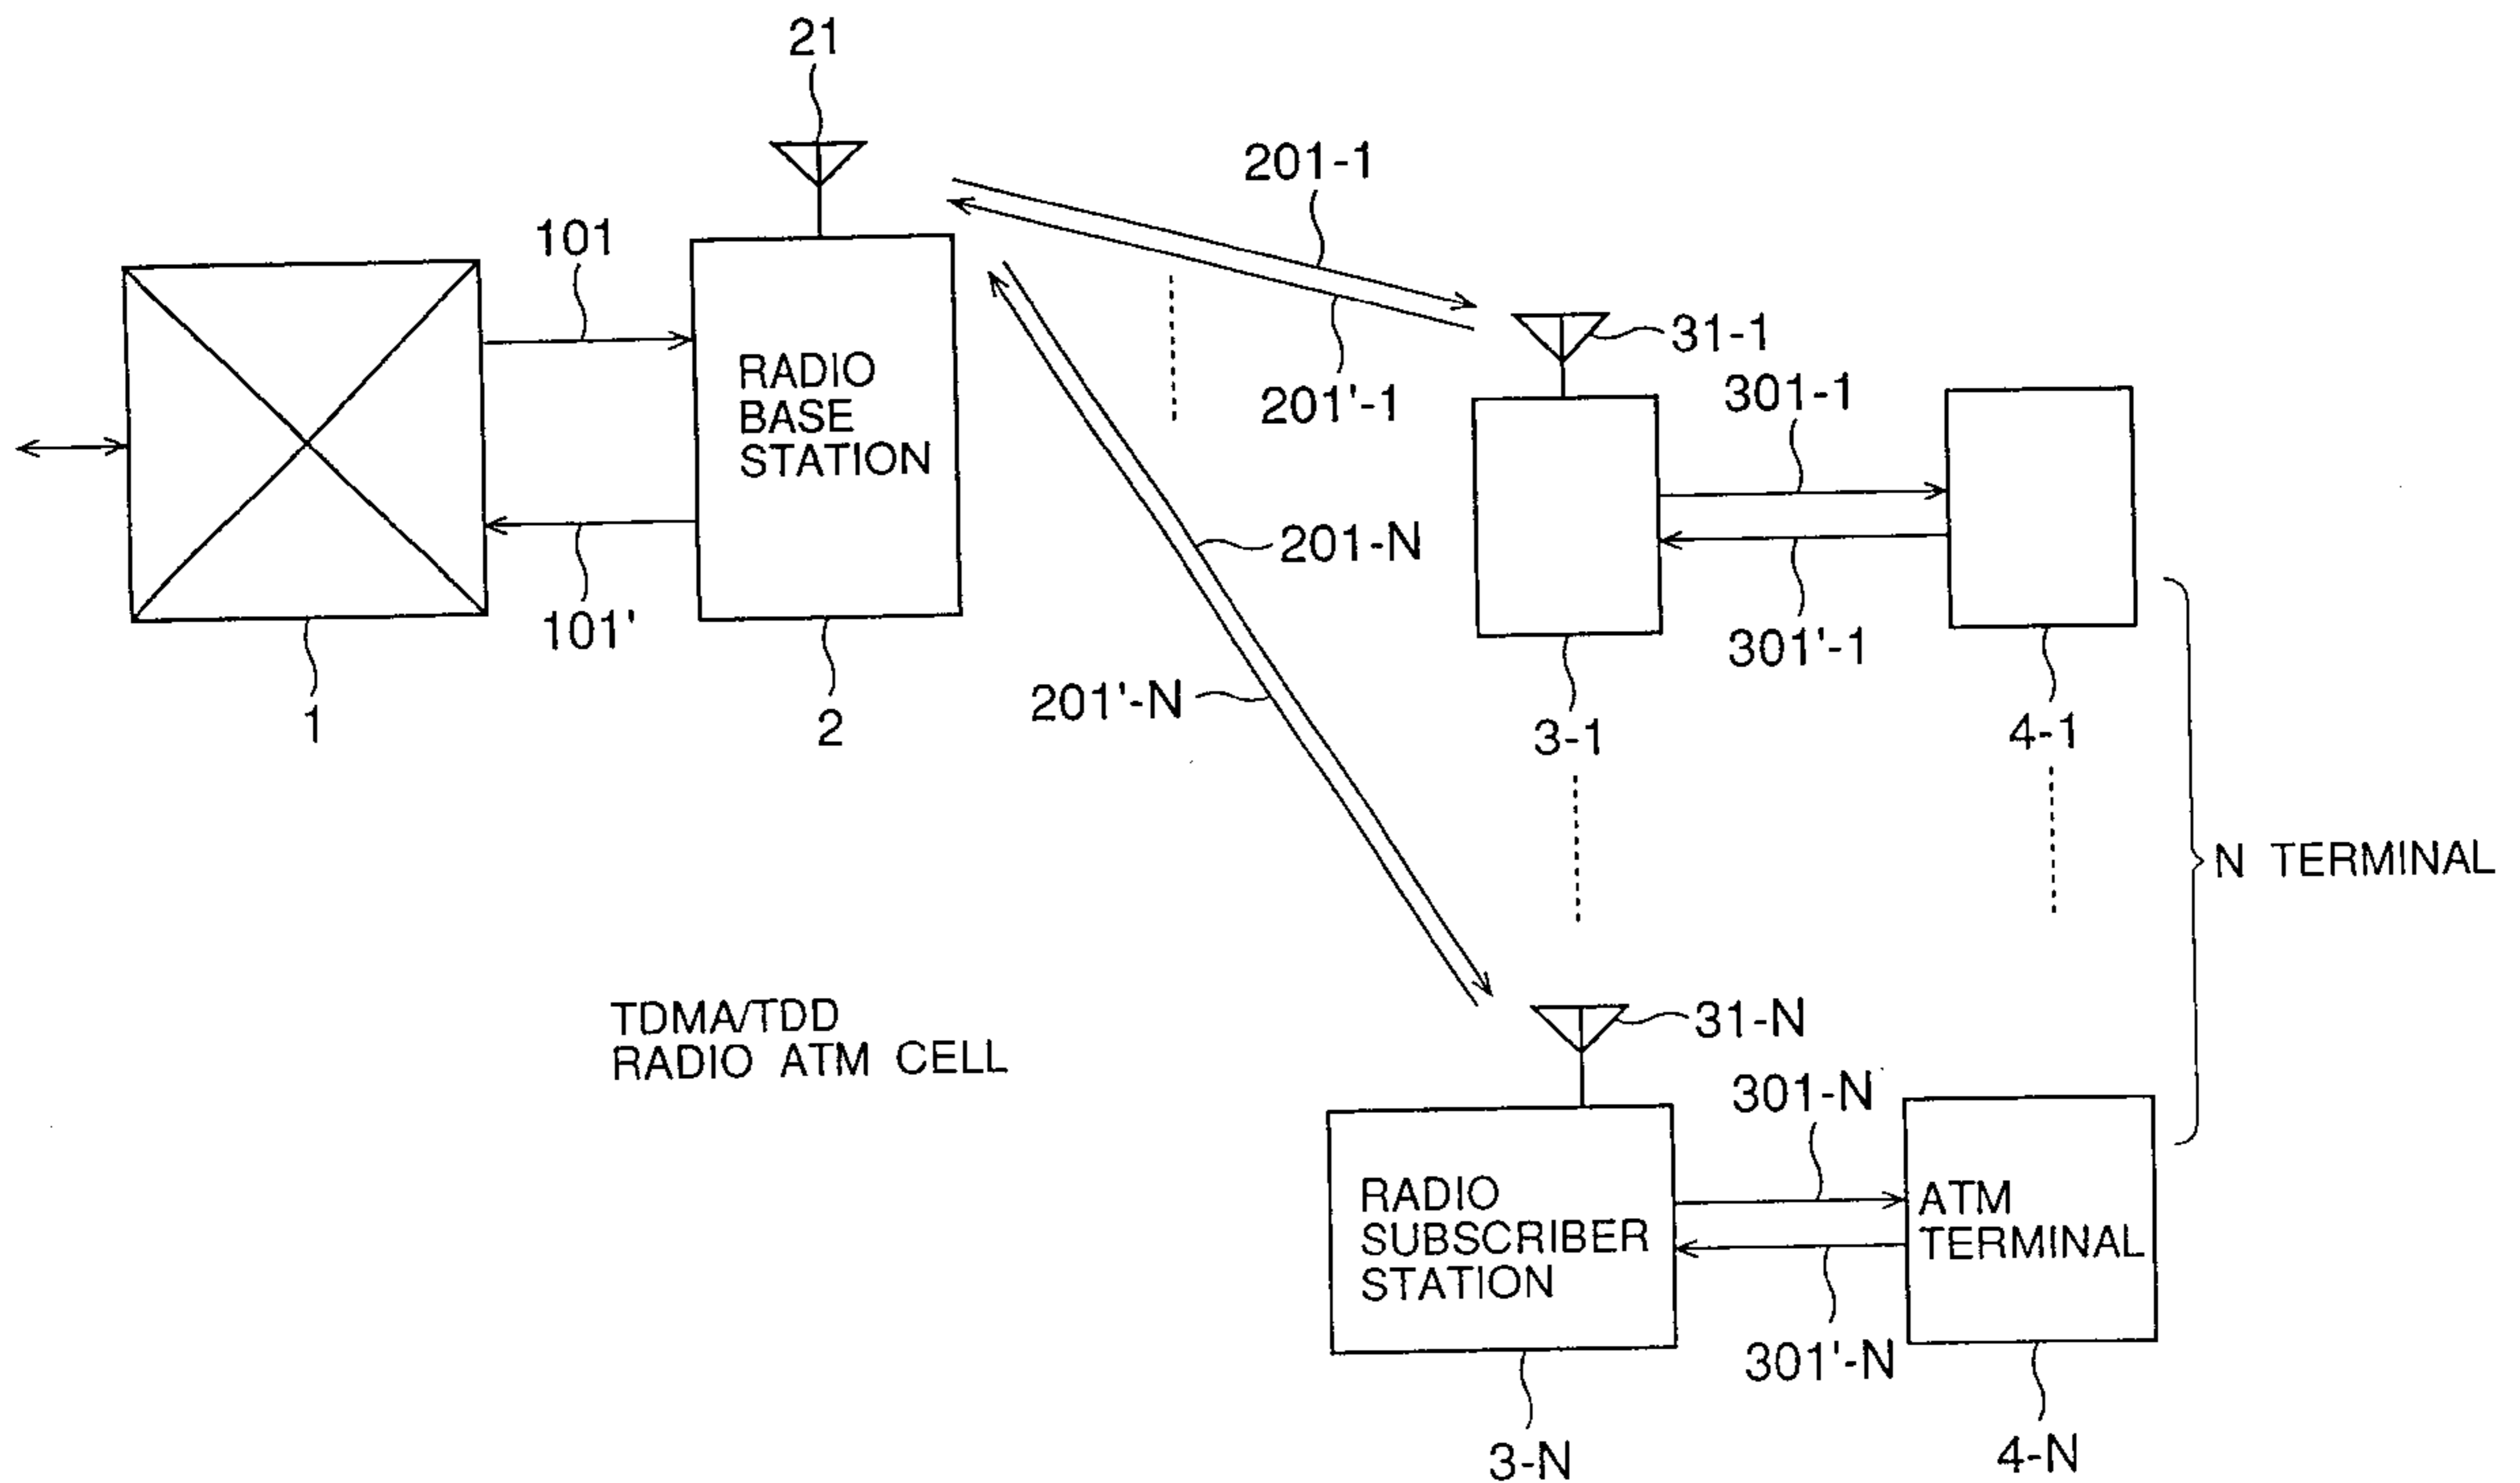 21
201-1
101
31-1
RADIO
BASE
STATION
201'-1
301-1
201-N
101'
301'-1
201'-N
1
2
3-1
4-1
N TERMINAL
TDMA/TDD
RADIO ATM CELL
31-N
301-N
RADIO
SUBSCRIBER
STATION
ATM
TERMINAL
301'-N
3-N
4-N